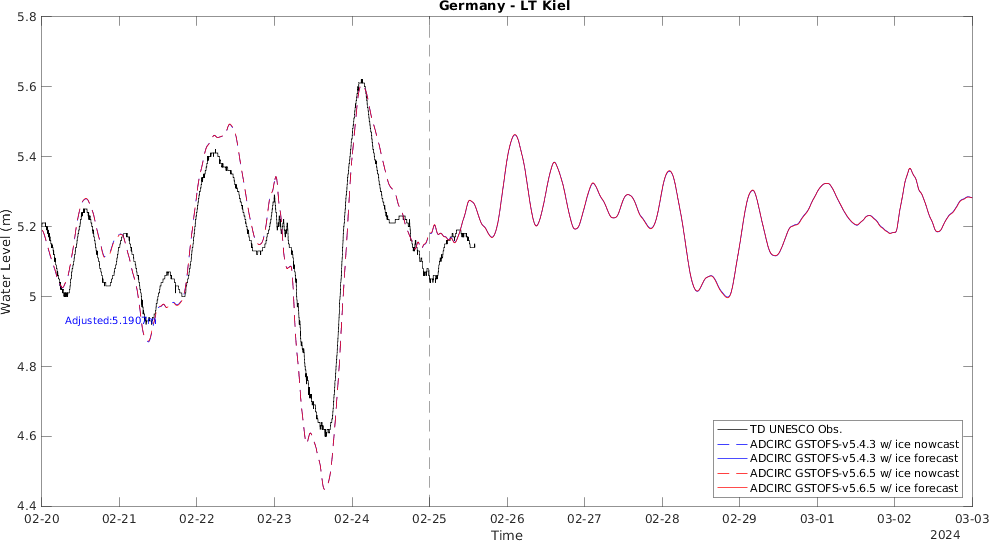 Germany - LT Kiel
5.8
5.6
5.4
5.2
5
4.8
4.6
4.4
Water Level (m)
Adjusted:5.190
TD UNESCO Obs.
ADCIRC GSTOFS-v5.4.3 w/ ice nowcast
ADCIRC GSTOFS-v5.4.3 w/ ice forecast
ADCIRC GSTOFS-v5.6.5 w/ ice nowcast
ADCIRC GSTOFS-v5.6.5 w/ ice forecast
02-20 02-21 02-22 02-23 02-24 02-25 02-26 02-27 02-28 02-29 03-01 03-02 03-03
Time
2024